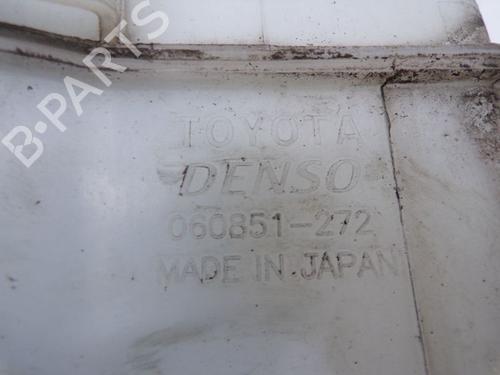 B-PARTS
TOYOTA
DENSO
060851-272
MADE IN JAPAN